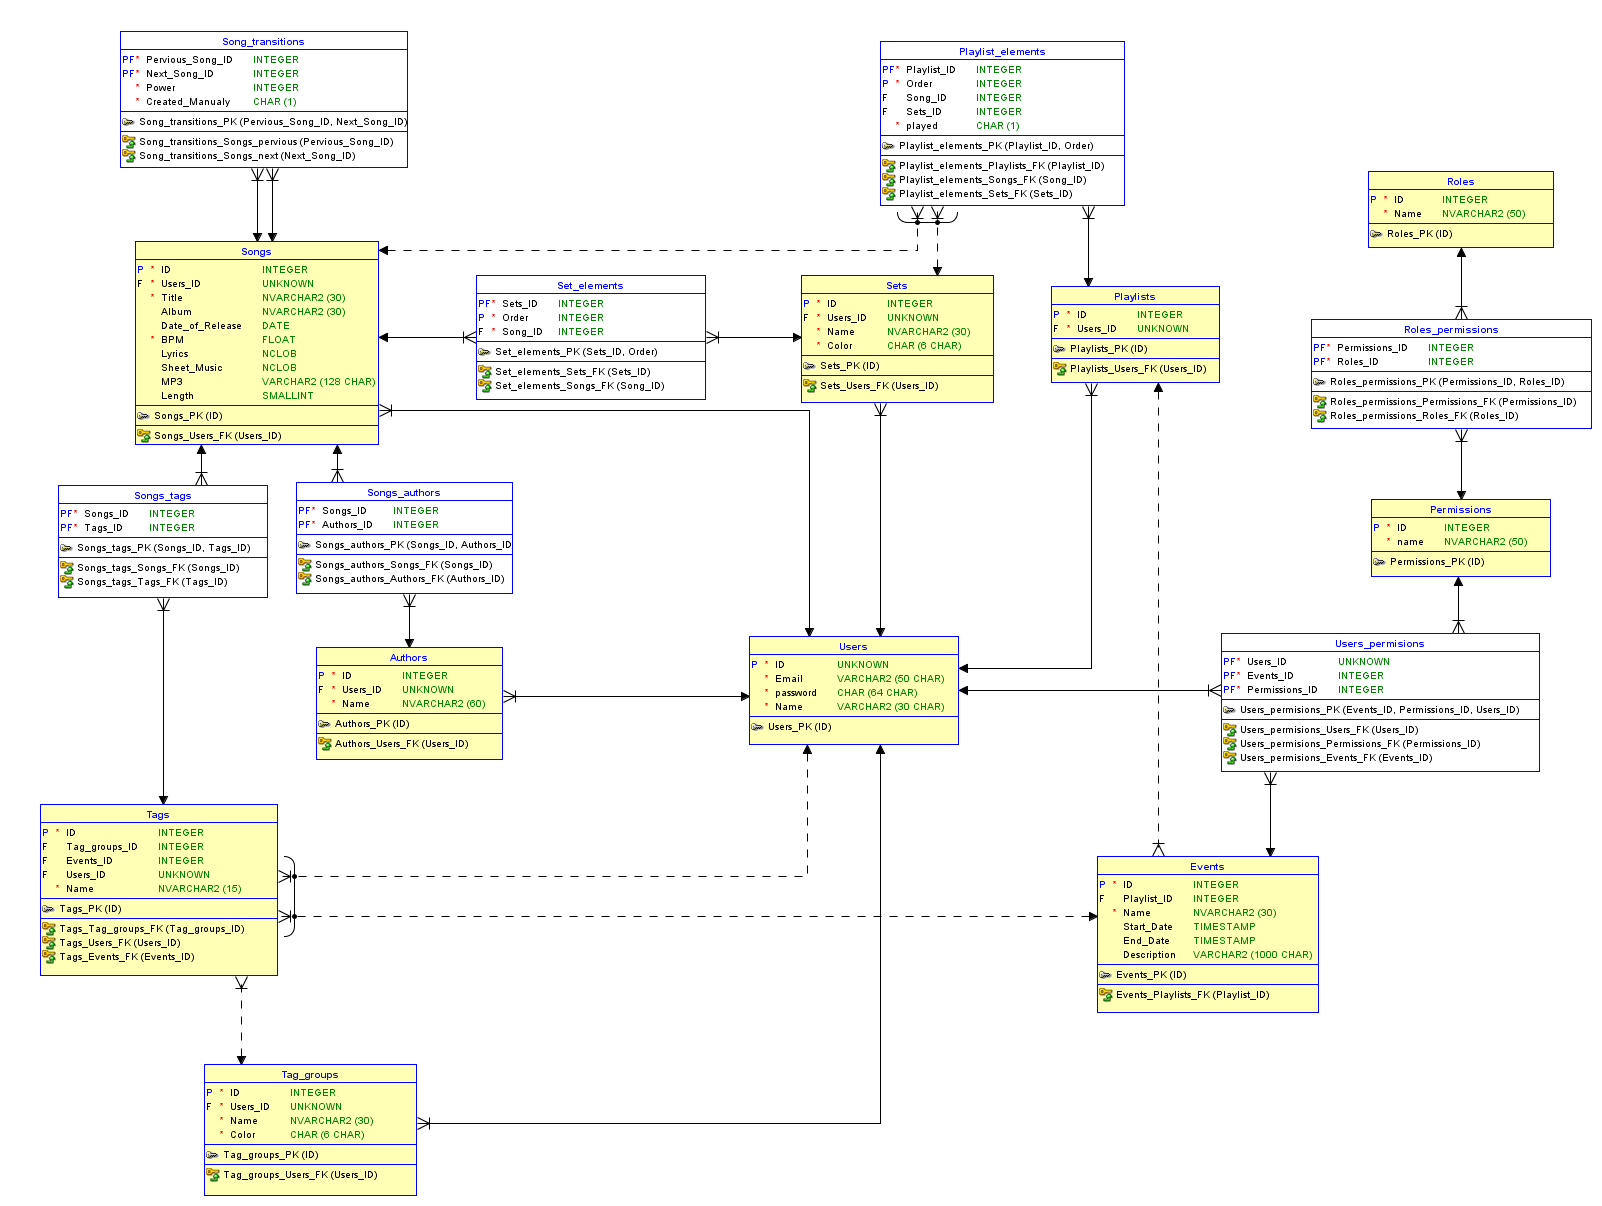 Song_transitions
PF* Pervious_Song_ID INTEGER
PF* Next_Song_ID INTEGER
* Power INTEGER
* Created_Manualy CHAR (1)
Song_transitions_PK (Pervious_Song_ID, Next_Song_ID)
Song_transitions_Songs_pervious (Pervious_Song_ID)
Song_transitions_Songs_next (Next_Song_ID)
Playlist_elements
PF* Playlist_ID INTEGER
P * Order INTEGER
F Song_ID INTEGER
F Sets_ID INTEGER
* played CHAR (1)
Playlist_elements_PK (Playlist_ID, Order)
Playlist_elements_Playlists_FK (Playlist_ID)
Playlist_elements_Songs_FK (Song_ID)
Playlist_elements_Sets_FK (Sets_ID)
Roles
P * ID INTEGER
* Name NVARCHAR2 (50)
Roles_PK (ID)
Songs
P * ID INTEGER
F * Users_ID UNKNOWN
* Title NVARCHAR2 (30)
Album NVARCHAR2 (30)
Date_of_Release DATE
* BPM FLOAT
Lyrics NCLOB
Sheet_Music NCLOB
MP3 VARCHAR2 (128 CHAR)
Length SMALLINT
Songs_PK (ID)
Songs_Users_FK (Users_ID)
Set_elements
PF* Sets_ID INTEGER
P * Order INTEGER
F * Song_ID INTEGER
Set_elements_PK (Sets_ID, Order)
Set_elements_Sets_FK (Sets_ID)
Set_elements_Songs_FK (Song_ID)
Sets
P * ID INTEGER
F * Users_ID UNKNOWN
* Name NVARCHAR2 (30)
* Color CHAR (6 CHAR)
Sets_PK (ID)
Sets_Users_FK (Users_ID)
Playlists
P * ID INTEGER
F * Users_ID UNKNOWN
Playlists_PK (ID)
Playlists_Users_FK (Users_ID)
Roles_permissions
PF* Permissions_ID INTEGER
PF* Roles_ID INTEGER
Roles_permissions_PK (Permissions_ID, Roles_ID)
Roles_permissions_Permissions_FK (Permissions_ID)
Roles_permissions_Roles_FK (Roles_ID)
Songs_tags
PF* Songs_ID INTEGER
PF* Tags_ID INTEGER
Songs_tags_PK (Songs_ID, Tags_ID)
Songs_tags_Songs_FK (Songs_ID)
Songs_tags_Tags_FK (Tags_ID)
Songs_authors
PF* Songs_ID INTEGER
PF* Authors_ID INTEGER
Songs_authors_PK (Songs_ID, Authors_ID
Songs_authors_Songs_FK (Songs_ID)
Songs_authors_Authors_FK (Authors_ID)
Permissions
P * ID INTEGER
* name NVARCHAR2 (50)
Permissions_PK (ID)
Authors
P * ID INTEGER
F * Users_ID UNKNOWN
* Name NVARCHAR2 (60)
Authors_PK (ID)
Authors_Users_FK (Users_ID)
Users
P * ID UNKNOWN
* Email VARCHAR2 (50 CHAR)
* password CHAR (64 CHAR)
* Name VARCHAR2 (30 CHAR)
Users_PK (ID)
Users_permisions
PF* Users_ID UNKNOWN
PF* Events_ID INTEGER
PF* Permissions_ID INTEGER
Users_permisions_PK (Events_ID, Permissions_ID, Users_ID)
Users_permisions_Users_FK (Users_ID)
Users_permisions_Permissions_FK (Permissions_ID)
Users_permisions_Events_FK (Events_ID)
Tags
P * ID INTEGER
F Tag_groups_ID INTEGER
F Events_ID INTEGER
F Users_ID UNKNOWN
* Name NVARCHAR2 (15)
Tags_PK (ID)
Tags_Tag_groups_FK (Tag_groups_ID)
Tags_Users_FK (Users_ID)
Tags_Events_FK (Events_ID)
Events
P * ID INTEGER
F Playlist_ID INTEGER
* Name NVARCHAR2 (30)
Start_Date TIMESTAMP
End_Date TIMESTAMP
Description VARCHAR2 (1000 CHAR)
Events_PK (ID)
Events_Playlists_FK (Playlist_ID)
Tag_groups
P * ID INTEGER
F * Users_ID UNKNOWN
* Name NVARCHAR2 (30)
* Color CHAR (6 CHAR)
Tag_groups_PK (ID)
Tag_groups_Users_FK (Users_ID)